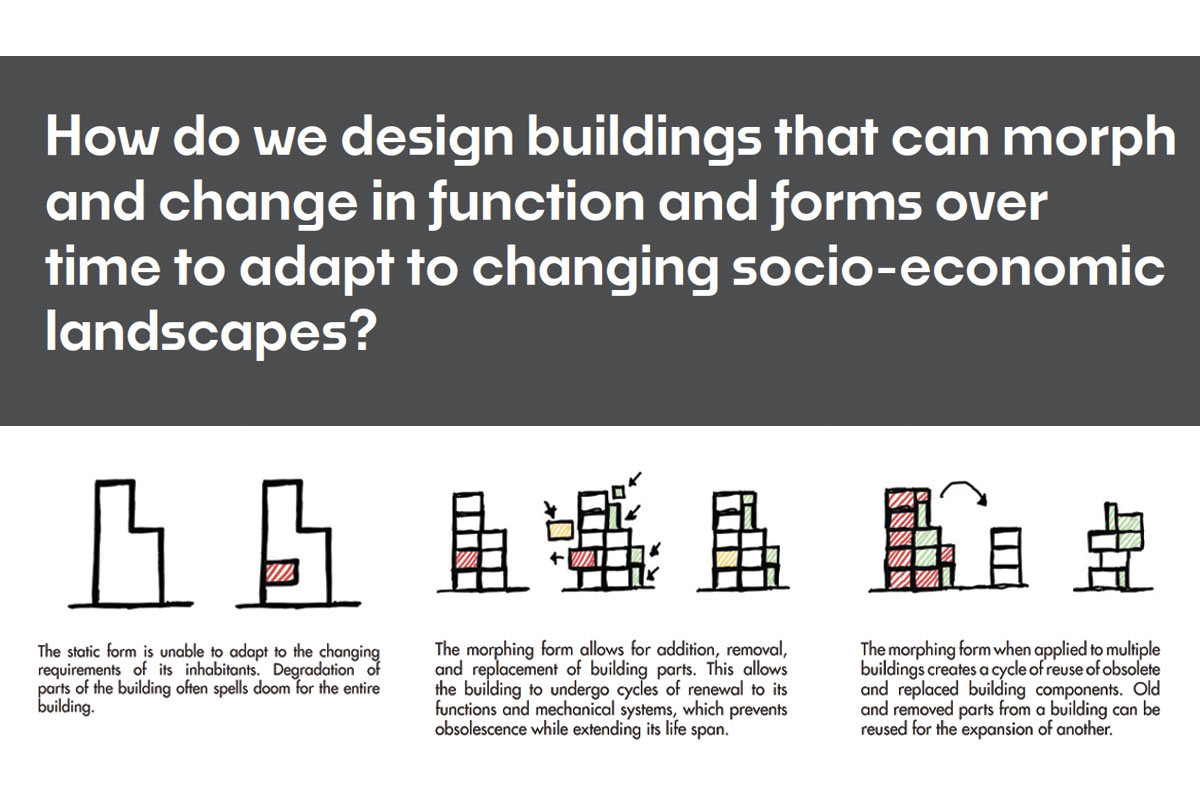 How do we design buildings that can morph
and change in function and forms over
time to adapt to changing socio-economic
landscapes?
The static form is unable to adapt to the changing
requirements of its inhabitants. Degradation of
parts of the building often spells doom for the entire
building.
The morphing form allows for addition, removal,
and replacement of building parts. This allows
the building to undergo cycles of renewal to its
functions and mechanical systems, which prevents
obsolescence while extending its life span.
The morphing form when applied to multiple
buildings creates a cycle of reuse of obsolete
and replaced building components. Old
and removed parts from a building can be
reused for the expansion of another.